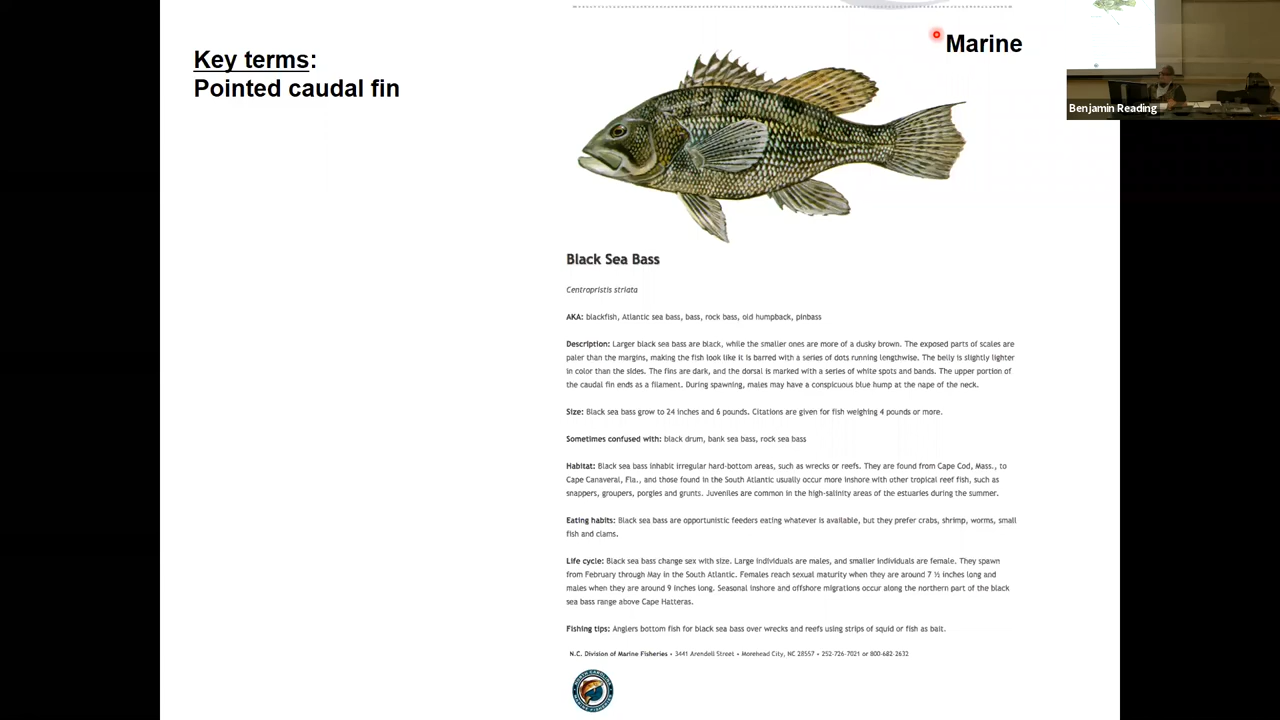 Key terms:
Pointed caudal fin
Marine
Benjamin Reading
Black Sea Bass
Centropristis striata
AKA: blackfish, Atlantic sea bass, bass, rock bass, old humpback, pinbass
Description: Larger black sea bass are black, while the smaller ones are more of a dusky brown. The exposed parts of scales are
paler than the margins, making the fish look like it is barred with a series of dots running lengthwise. The belly is slightly lighter
in color than the sides. The fins are dark, and the dorsal is marked with a series of white spots and bands. The upper portion of
the caudal fin ends as a filament. During spawning, males may have a conspicuous blue hump at the nape of the neck.
Size: Black sea bass grow to 24 inches and 6 pounds. Citations are given for fish weighing 4 pounds or more.
Sometimes confused with: black drum, bank sea bass, rock sea bass
Habitat: Black sea bass inhabit irregular hard-bottom areas, such as wrecks or reefs. They are found from Cape Cod, Mass., to
Cape Canaveral, Fla., and those found in the South Atlantic usually occur more inshore with other tropical reef fish, such as
snappers, groupers, porgies and grunts. Juveniles are common in the high-salinity areas of the estuaries during the summer.
Eating habits: Black sea bass are opportunistic feeders eating whatever is available, but they prefer crabs, shrimp, worms, small
fish and clams.
Life cycle: Black sea bass change sex with size. Large individuals are males, and smaller individuals are female. They spawn
from February through May in the South Atlantic. Females reach sexual maturity when they are around 7 ½ inches long and
males when they are around 9 inches long. Seasonal inshore and offshore migrations occur along the northern part of the black
sea bass range above Cape Hatteras.
Fishing tips: Anglers bottom fish for black sea bass over wrecks and reefs using strips of squid or fish as bait.
N.C. Division of Marine Fisheries • 3441 Arendell Street • Morehead City, NC 28557 • 252-726-7021 or 800-682-2632